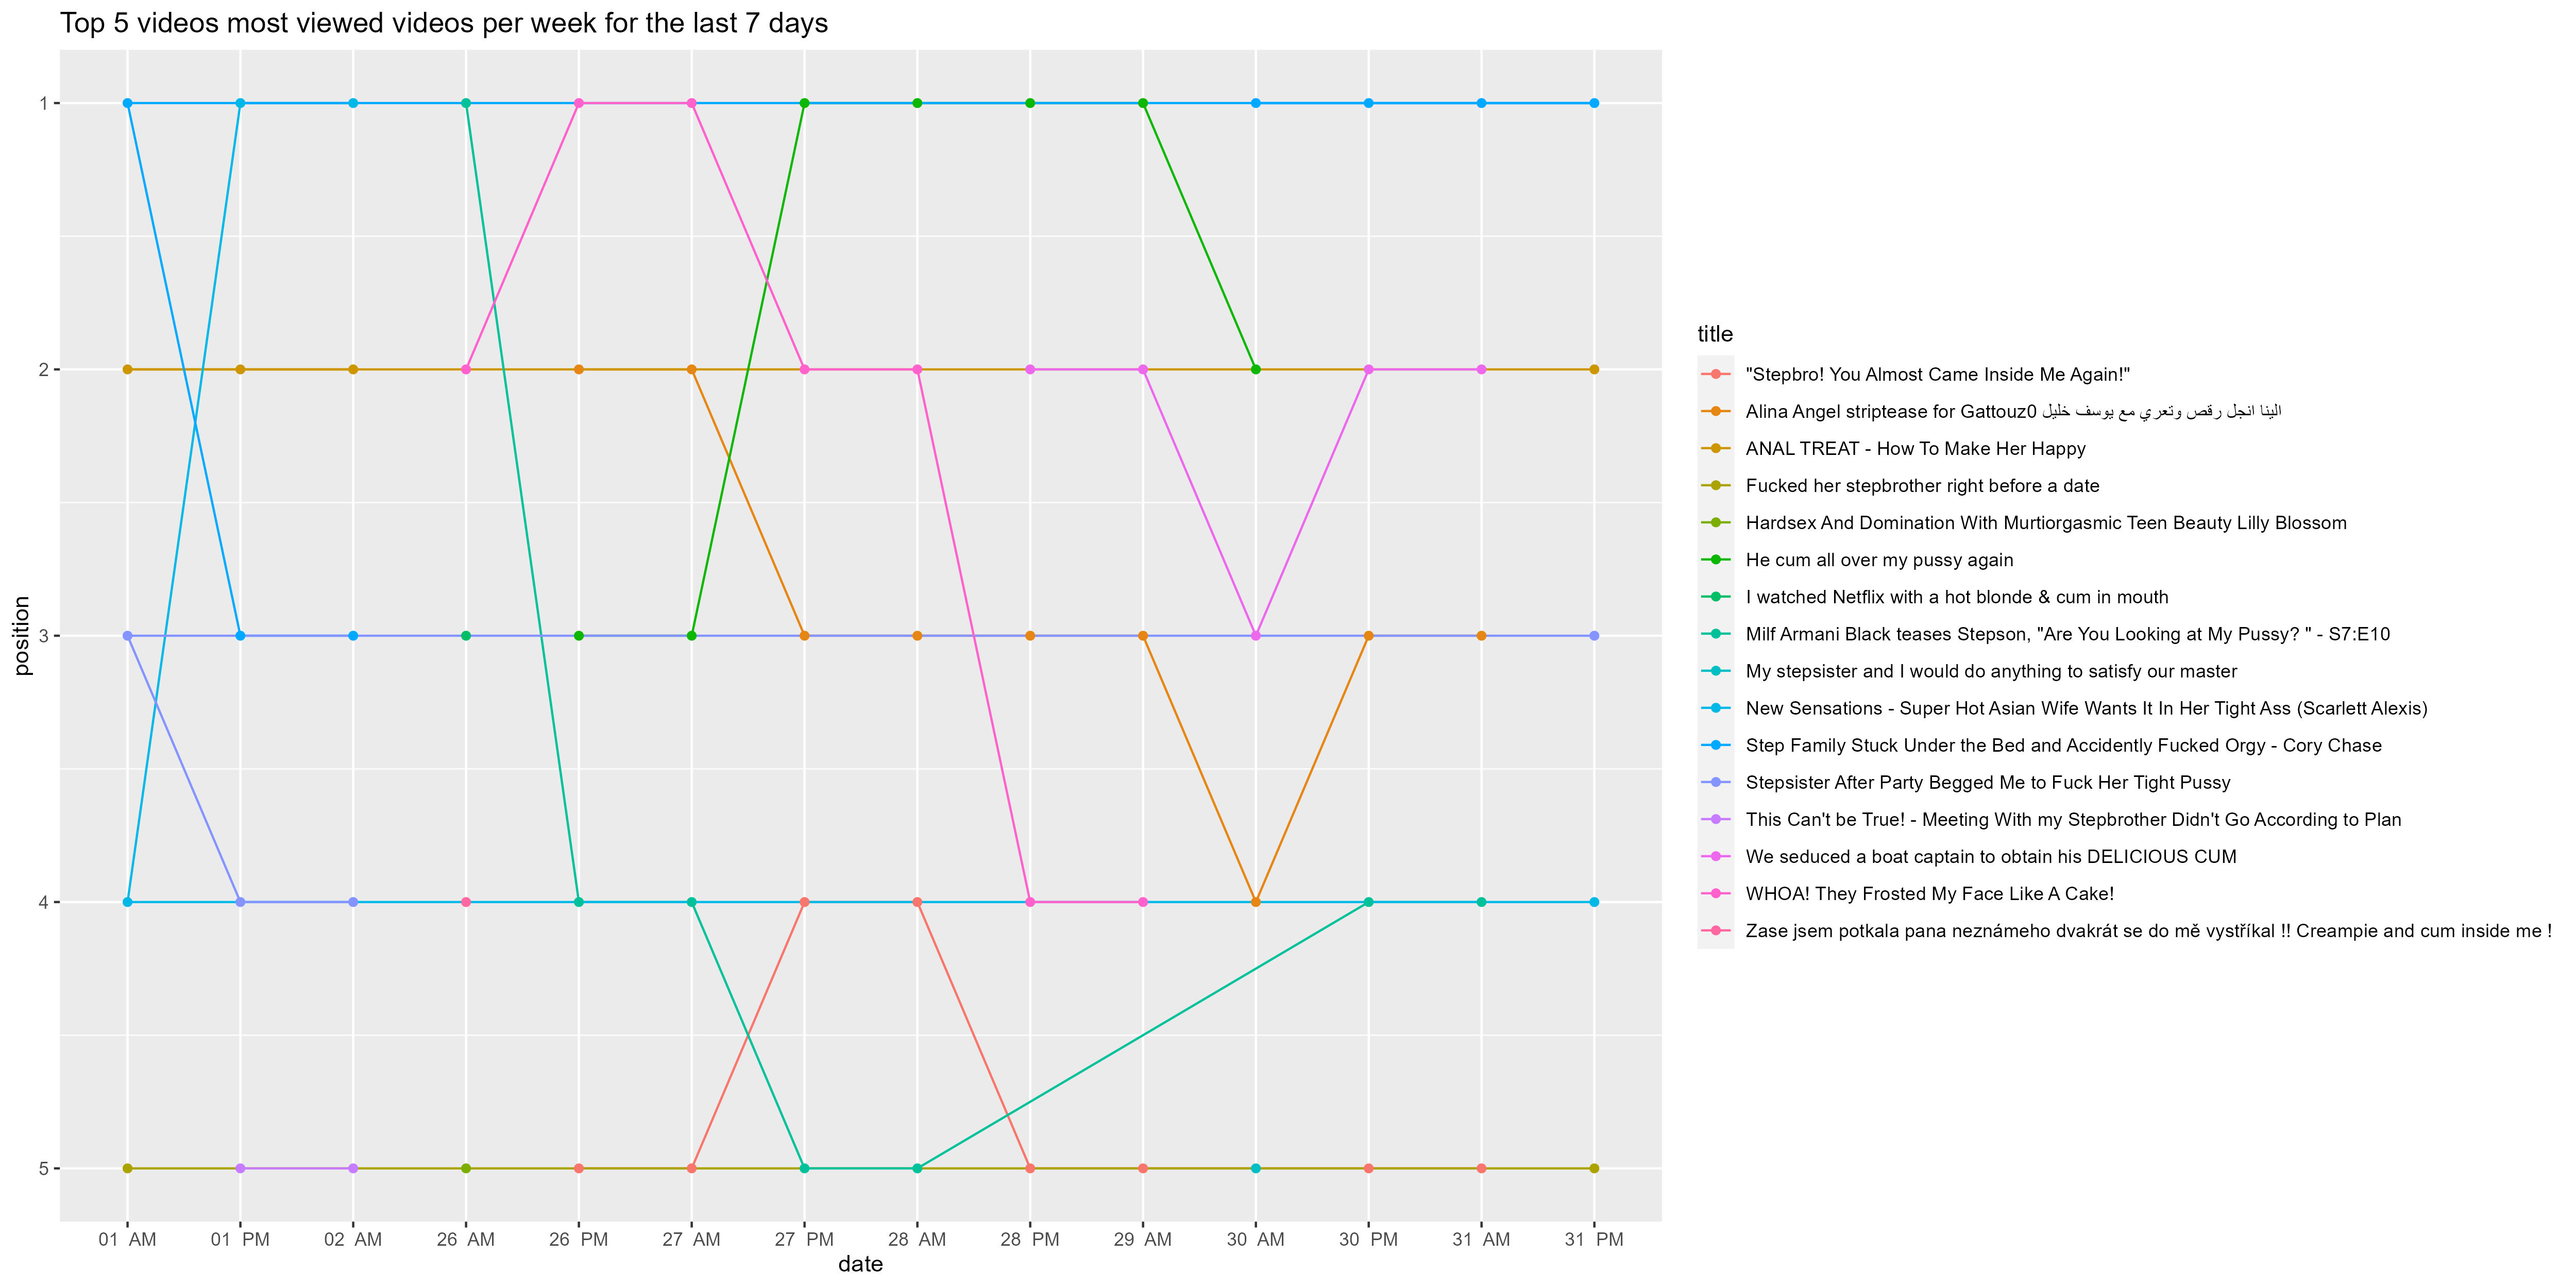 Top 5 videos most viewed videos per week for the last 7 days
position
1
2
3
4
5
01 AM
01 PM
02 AM
26 AM
26 PM
27 AM
27 PM
28 AM
28 PM
29 AM
30 AM
30 PM
31 AM
31 PM
date
title
"Stepbro! You Almost Came Inside Me Again!"
Alina Angel striptease for Gattouz0 الينا انجل رقص وتعري مع يوسف خليل
ANAL TREAT - How To Make Her Happy
Fucked her stepbrother right before a date
Hardsex And Domination With Murtiorgasmic Teen Beauty Lilly Blossom
He cum all over my pussy again
I watched Netflix with a hot blonde & cum in mouth
Milf Armani Black teases Stepson, "Are You Looking at My Pussy? " - S7:E10
My stepsister and I would do anything to satisfy our master
New Sensations - Super Hot Asian Wife Wants It In Her Tight Ass (Scarlett Alexis)
Step Family Stuck Under the Bed and Accidently Fucked Orgy - Cory Chase
Stepsister After Party Begged Me to Fuck Her Tight Pussy
This Can't be True! - Meeting With my Stepbrother Didn't Go According to Plan
We seduced a boat captain to obtain his DELICIOUS CUM
WHOA! They Frosted My Face Like A Cake!
Zase jsem potkala pana neznámeho dvakrát se do mě vystříkal !! Creampie and cum inside me !